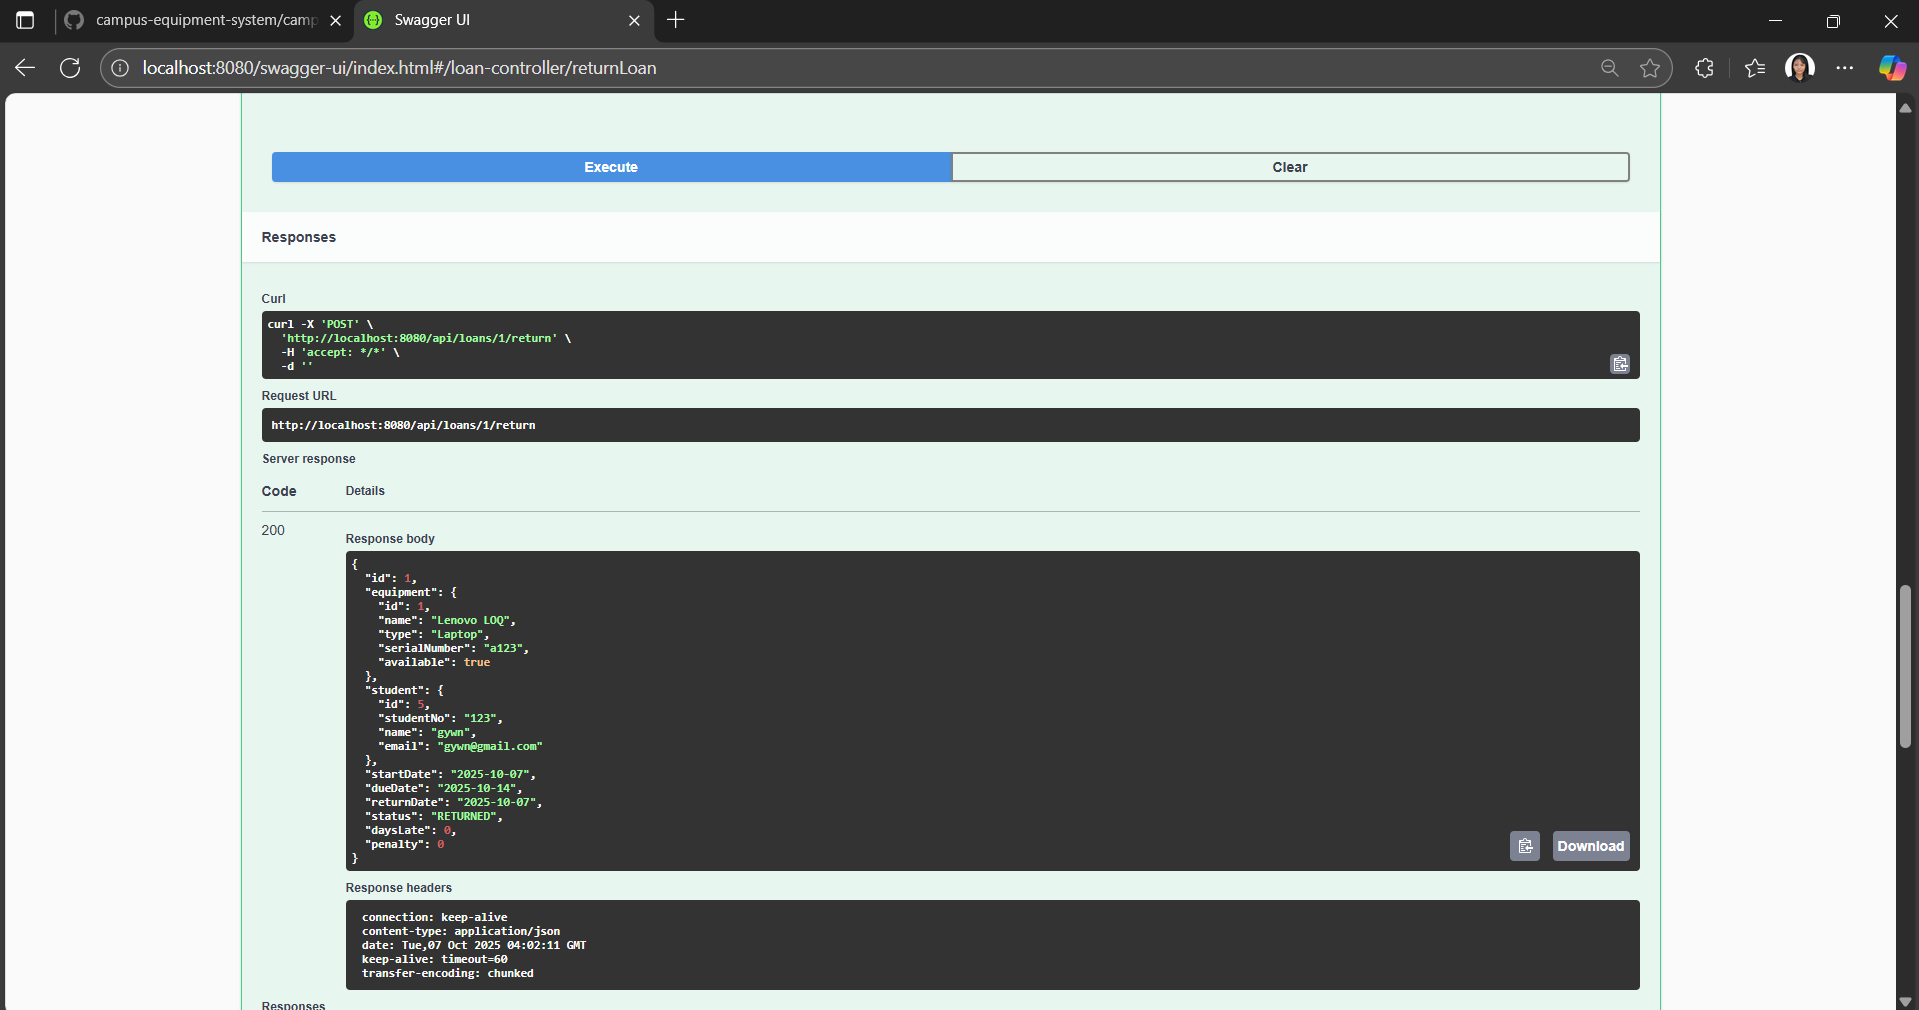 campus-equipment-system/camp
Swagger UI
localhost:8080/swagger-ui/index.html#/loan-controller/returnLoan
Execute
Clear
Responses
Curl
curl -X 'POST' \
'http://localhost:8080/api/loans/1/return' \
-H 'accept: */*' \
-d ''
Request URL
http://localhost:8080/api/loans/1/return
Server response
Code
Details
200
Response body
{
"id": 1,
"equipment": {
"id": 1,
"name": "Lenovo LOQ",
"type": "Laptop",
"serialNumber": "a123",
"available": true
},
"student": {
"id": 5,
"studentNo": "123",
"name": "gywn",
"email": "gywn@gmail.com"
},
"startDate": "2025-10-07",
"dueDate": "2025-10-14",
"returnDate": "2025-10-07",
"status": "RETURNED",
"daysLate": 0,
"penalty": 0
}
Download
Response headers
connection: keep-alive
content-type: application/json
date: Tue,07 Oct 2025 04:02:11 GMT
keep-alive: timeout=60
transfer-encoding: chunked
Responses